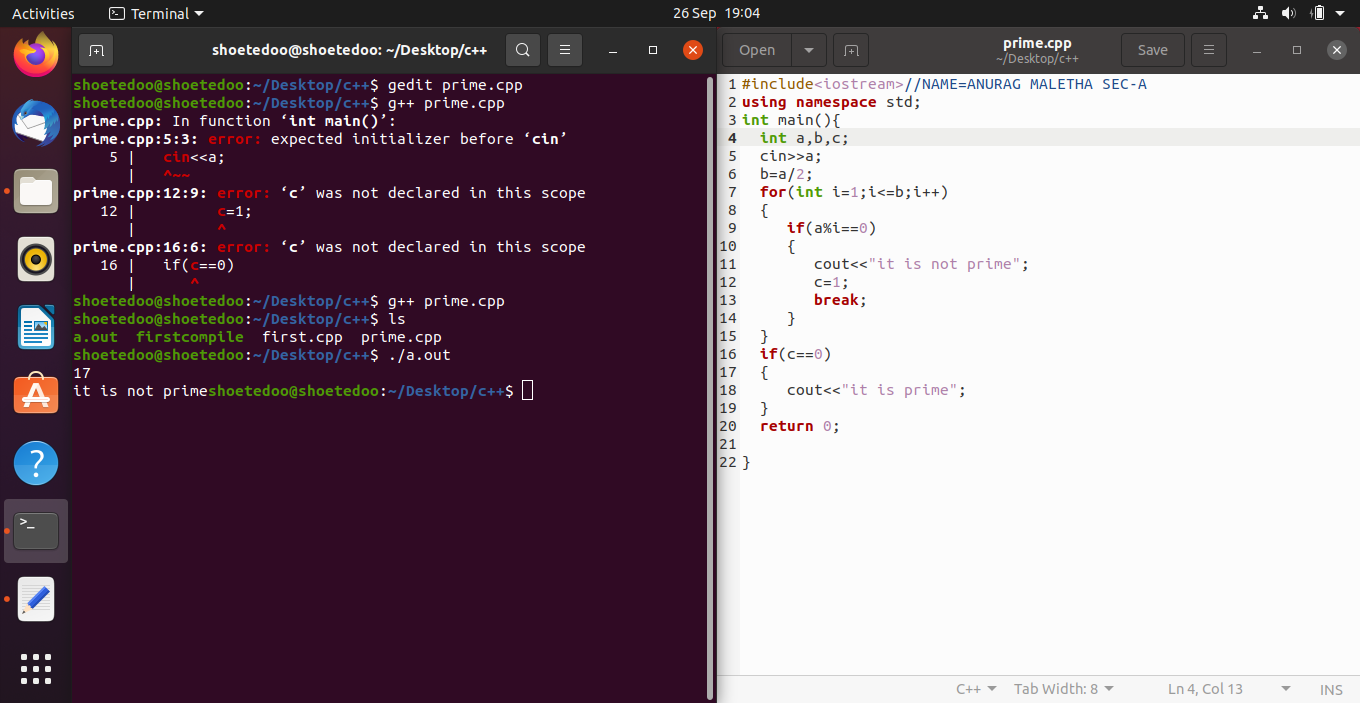 Activities
Terminal
26 Sep 19:04
shoetedoo@shoetedoo: ~/Desktop/c++
shoetedoo@shoetedoo:~/Desktop/c++$ gedit prime.cpp
shoetedoo@shoetedoo:~/Desktop/c++$ g++ prime.cpp
prime.cpp: In function ‘int main()’:
prime.cpp:5:3: error: expected initializer before ‘cin’
    5 |   cin<<a;
      |   ^~~
prime.cpp:12:9: error: ‘c’ was not declared in this scope
   12 |         c=1;
      |         ^
prime.cpp:16:6: error: ‘c’ was not declared in this scope
   16 |   if(c==0)
      |      ^
shoetedoo@shoetedoo:~/Desktop/c++$ g++ prime.cpp
shoetedoo@shoetedoo:~/Desktop/c++$ ls
a.out  firstcompile  first.cpp  prime.cpp
shoetedoo@shoetedoo:~/Desktop/c++$ ./a.out
17
it is not primeshoetedoo@shoetedoo:~/Desktop/c++$
Open
prime.cpp
~/Desktop/c++
Save
1 #include<iostream>//NAME=ANURAG MALETHA SEC-A
2 using namespace std;
3 int main(){
4   int a,b,c;
5   cin>>a;
6   b=a/2;
7   for(int i=1;i<=b;i++)
8   {
9      if(a%i==0)
10      {
11         cout<<"it is not prime";
12         c=1;
13         break;
14      }
15   }
16   if(c==0)
17   {
18      cout<<"it is prime";
19   }
20   return 0;
21
22 }
C++
Tab Width: 8
Ln 4, Col 13
INS